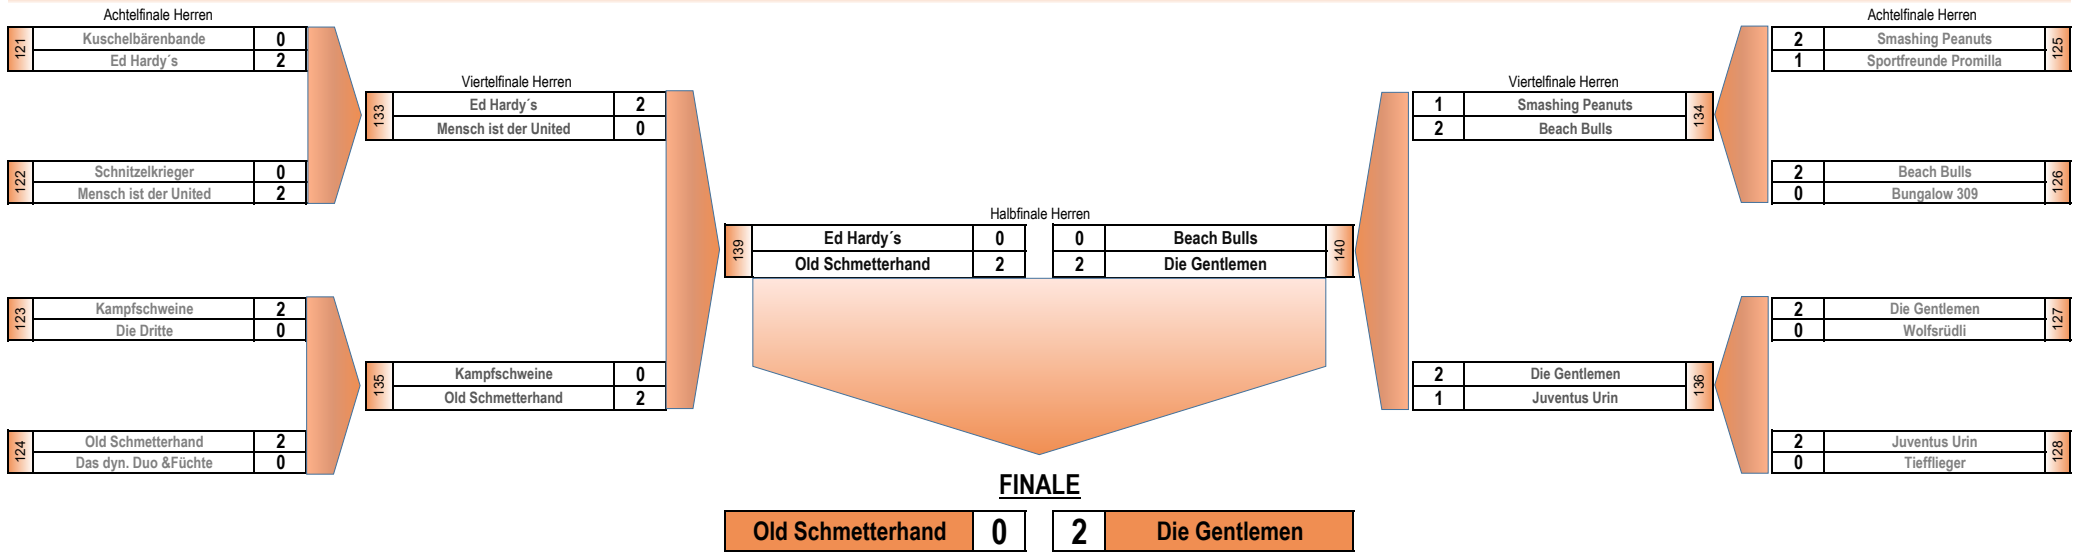 Achtelfinale Herren
121 Kuschelbärenbande 0
Ed Hardy´s 2
122 Schnitzelkrieger 0
Mensch ist der United 2
123 Kampfschweine 2
Die Dritte 0
124 Old Schmetterhand 2
Das dyn. Duo &Füchte 0
Viertelfinale Herren
133 Ed Hardy´s 2
Mensch ist der United 0
135 Kampfschweine 0
Old Schmetterhand 2
Halbfinale Herren
139 Ed Hardy´s 0 0 Beach Bulls 140
Old Schmetterhand 2 2 Die Gentlemen
Viertelfinale Herren
1 Smashing Peanuts 134
2 Beach Bulls
2 Die Gentlemen 136
1 Juventus Urin
Achtelfinale Herren
2 Smashing Peanuts 125
1 Sportfreunde Promilla
2 Beach Bulls 126
0 Bungalow 309
2 Die Gentlemen 127
0 Wolfsrüdli
2 Juventus Urin 128
0 Tiefflieger
FINALE
Old Schmetterhand 0 2 Die Gentlemen